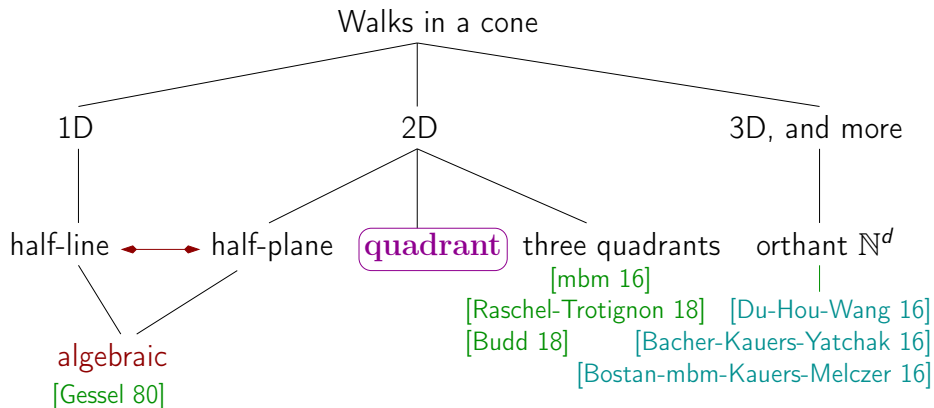 Walks in a cone
1D 2D 3D, and more
half-line half-plane quadrant three quadrants orthant ℕᵈ
[mbm 16]
[Raschel-Trotignon 18] [Du-Hou-Wang 16]
[Budd 18] [Bacher-Kauers-Yatchak 16]
algebraic
[Bostan-mbm-Kauers-Melczer 16]
[Gessel 80]